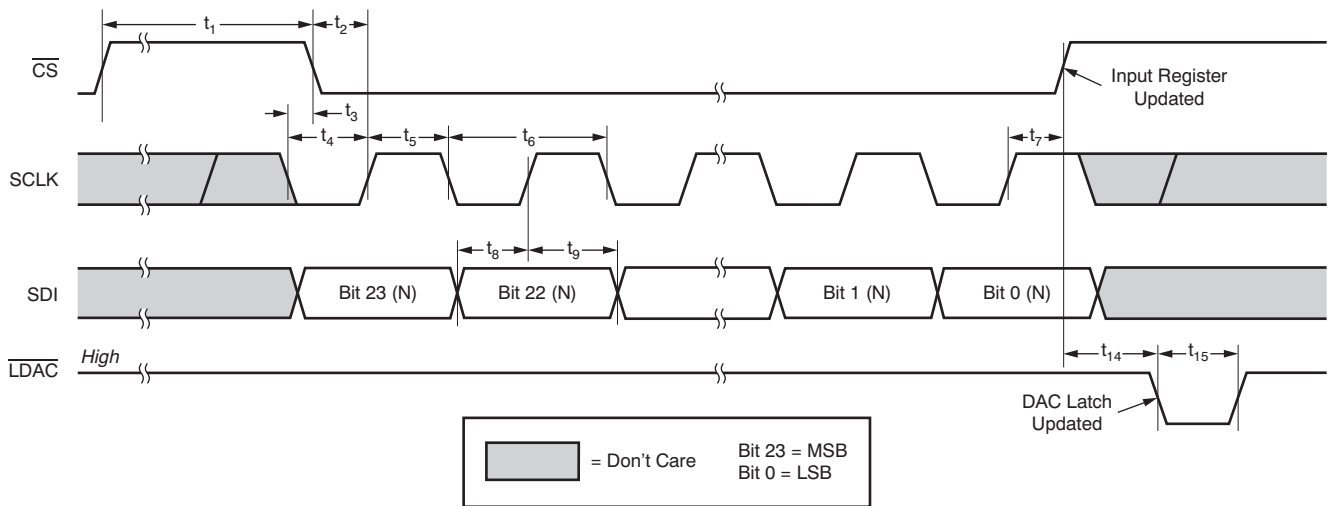 t1
t2
CS
Input Register
Updated
t3
t4
t5
t6
t7
SCLK
t8
t9
SDI
Bit 23 (N)
Bit 22 (N)
Bit 1 (N)
Bit 0 (N)
High
LDAC
t14
t15
DAC Latch
Updated
= Don't Care
Bit 23 = MSB
Bit 0 = LSB